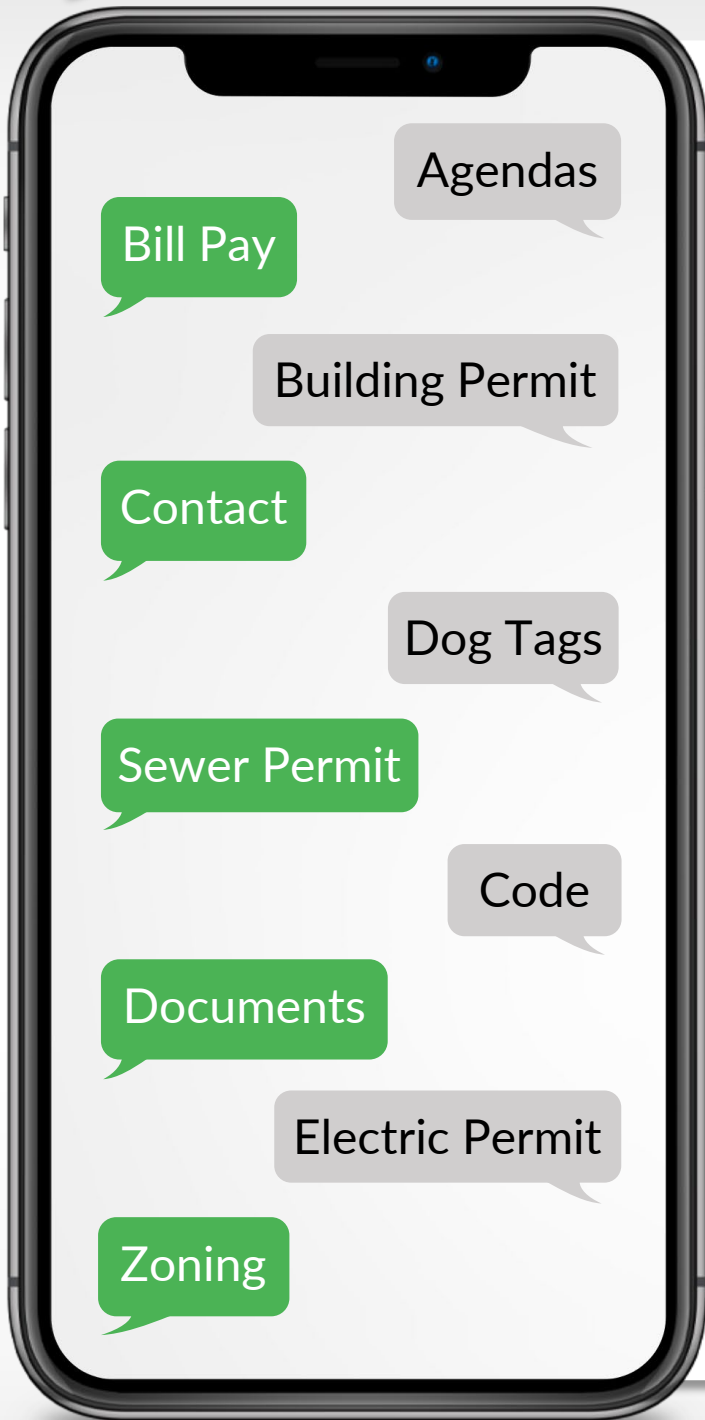 Agendas
Bill Pay
Building Permit
Contact
Dog Tags
Sewer Permit
Code
Documents
Electric Permit
Zoning